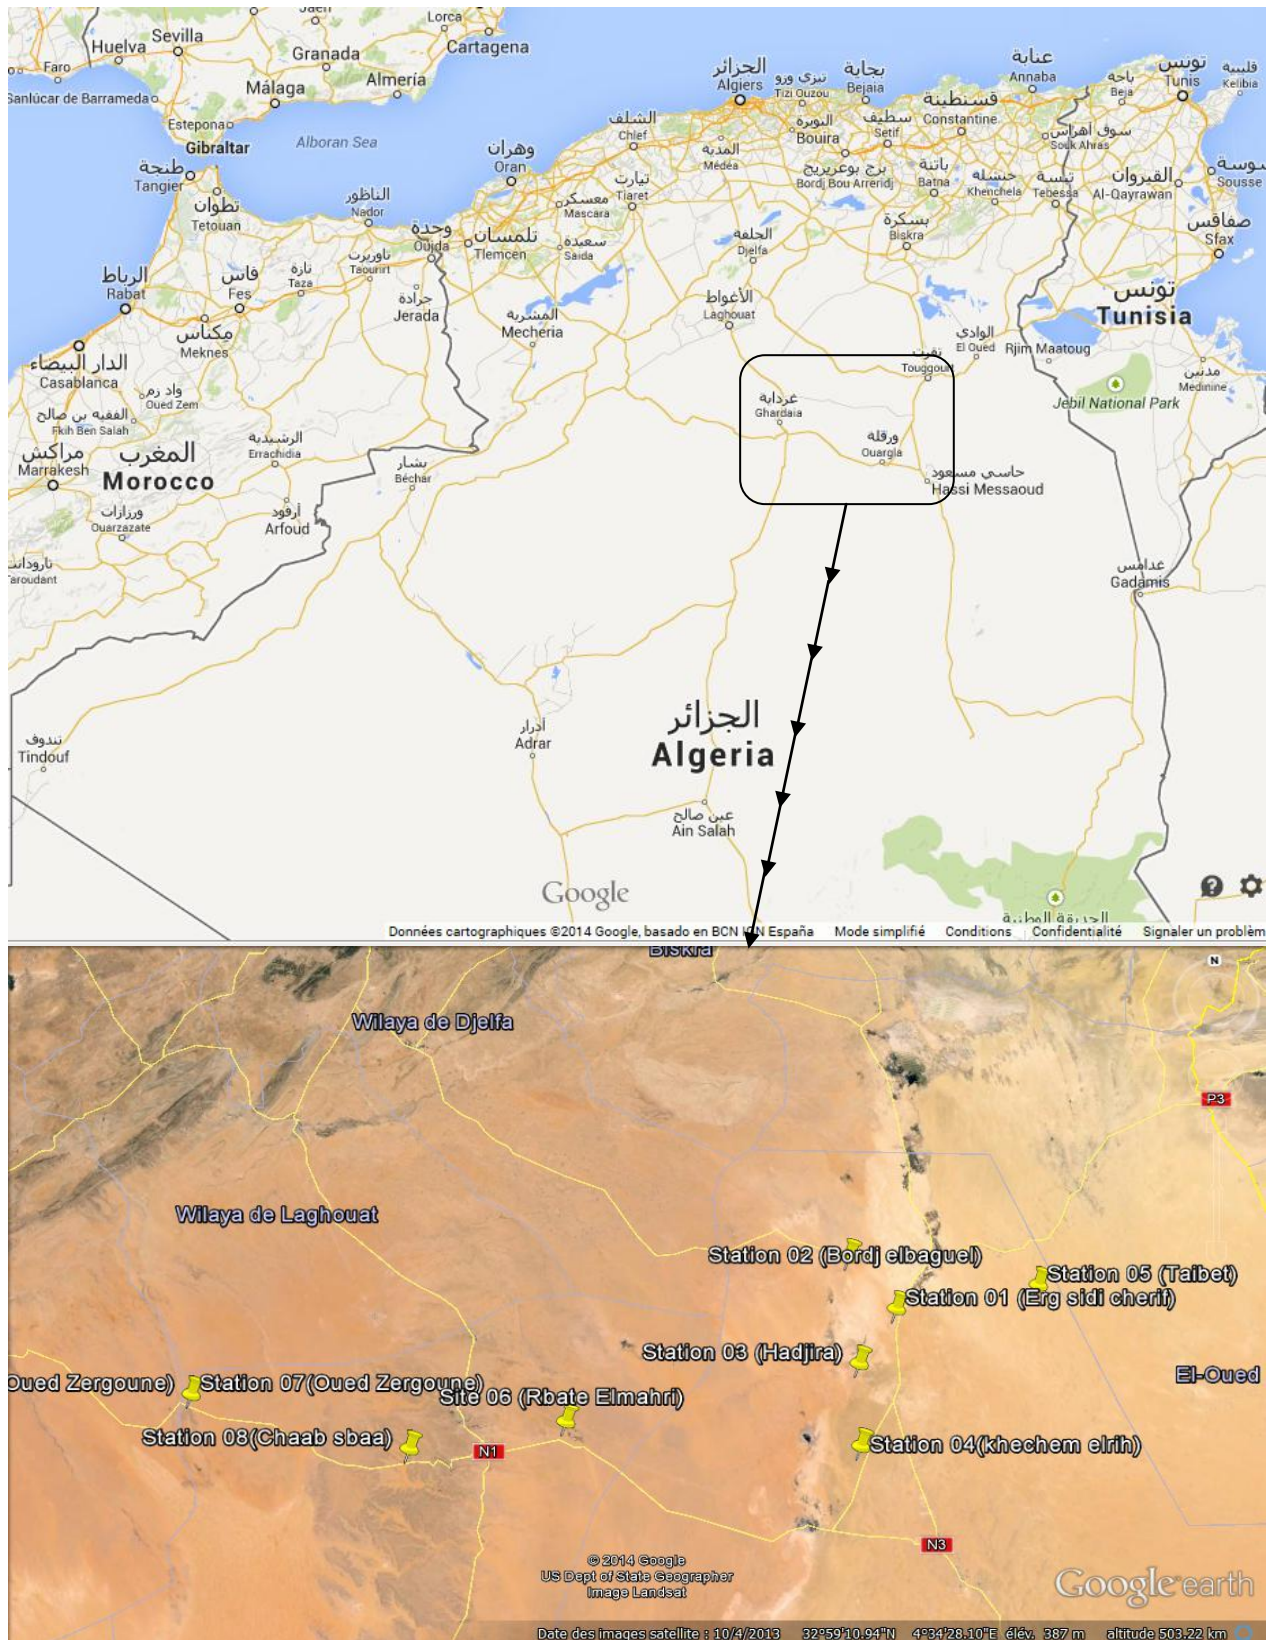 Jaén
Lorca
Huelva
Sevilla
Cartagena
Granada
Faro
Almería
Málaga
Sanlúcar de Barrameda
Estepona
Gibraltar
Alboran Sea
طنجة
Tangier
تطوان
Tetouan
الناظور
Nador
وجدة
Oujda
وهران
Oran
الشلف
Chlef
الجزائر
Algiers
تيزي وزو
Tizi Ouzou
بجاية
Bejaia
عنابة
Annaba
باجة
Beja
تونس
Tunis
قليبية
Kelibia
قسنطينة
Constantine
سطيف
Setif
البويرة
Bouira
المدية
Médéa
سوق أهراس
Souk Ahras
برج بوعريريج
Bordj Bou Arreridj
باتنة
Batna
خنشلة
Khenchela
تبسة
Tebessa
القيروان
Al-Qayrawan
سوسة
Sousse
معسكر
Mascara
تيارت
Tiaret
صفاقس
Sfax
بسكرة
Biskra
الجلفة
Djelfa
سعيدة
Saida
تلمسان
Tlemcen
تاوريرت
Taourirt
تازة
Taza
فاس
Fes
الرباط
Rabat
مكناس
Meknes
جرادة
Jerada
المشرية
Mecheria
الأغواط
Laghouat
الوادي
El Oued
Rjim Maatoug
تونس
Tunisia
الدار البيضاء
Casablanca
تقرت
Touggourt
مدنين
Medinine
Jebil National Park
واد زم
Oued Zem
الفقيه بن صالح
Fkih Ben Salah
غرداية
Ghardaia
ورقلة
Ouargla
حاسي مسعود
Hassi Messaoud
مراكش
Marrakesh
المغرب
Morocco
الرشيدية
Errachidia
بشار
Béchar
ورزازات
Ouarzazate
أرفود
Arfoud
تارودانت
Taroudant
غدامس
Gadamis
تندوف
Tindouf
أدرار
Adrar
الجزائر
Algeria
عين صالح
Ain Salah
Google
الحديقة الوطنية
Données cartographiques ©2014 Google, basado en BCN IGN España Mode simplifié Conditions Confidentialité Signaler un problèm
Biskra
N
Wilaya de Djelfa
P3
Wilaya de Laghouat
Station 02 (Bordj elbaguel)
Station 05 (Taibet)
Station 01 (Erg sidi cherif)
Station 03 (Hadjira)
El-Oued
Oued Zergoune)
Station 07(Oued Zergoune)
Site 06 (Rbate Elmahri)
Station 08(Chaab sbaa)
N1
Station 04(khechem elrih)
N3
© 2014 Google
US Dept of State Geographer
Image Landsat
Google earth
Date des images satellite : 10/4/2013 32°59'10.94"N 4°34'28.10"E élév. 387 m altitude 503.22 km